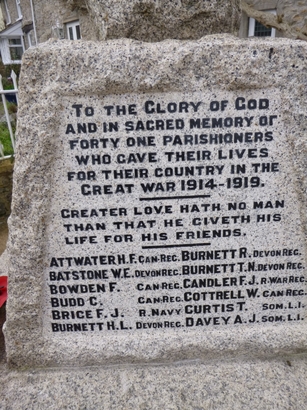 TO THE GLORY OF GOD
AND IN SACRED MEMORY OF
FORTY ONE PARISHIONERS
WHO GAVE THEIR LIVES
FOR THEIR COUNTRY IN THE
GREAT WAR 1914-1919.
GREATER LOVE HATH NO MAN
THAN THAT HE GIVETH HIS
LIFE FOR HIS FRIENDS.
ATTWATER H.F. CAN·REG. BURNETT R. DEVON REG.
BATSTONE W.E. DEVON REG. BURNETT T.N. DEVON REG.
BOWDEN F. CAN·REG. CANDLER F.J. R·WAR REG.
BUDD C. CAN·REG. COTTRELL W. CAN REG.
BRICE F.J. R.NAVY CURTIS T. SOM.L.I.
BURNETT H.L. DEVON REG. DAVEY A.J. SOM.L.I.